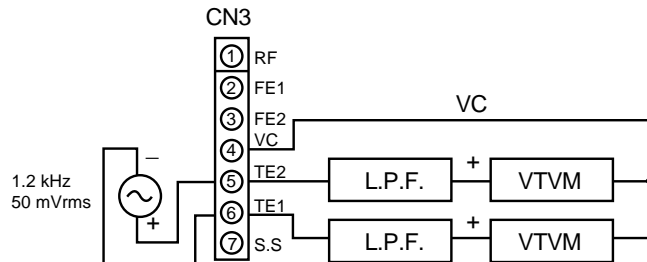 CN3
1 RF
2 FE1
3 FE2
4 VC
5 TE2
6 TE1
7 S.S
VC
1.2 kHz
50 mVrms
−
+
L.P.F.
+
VTVM
L.P.F.
+
VTVM